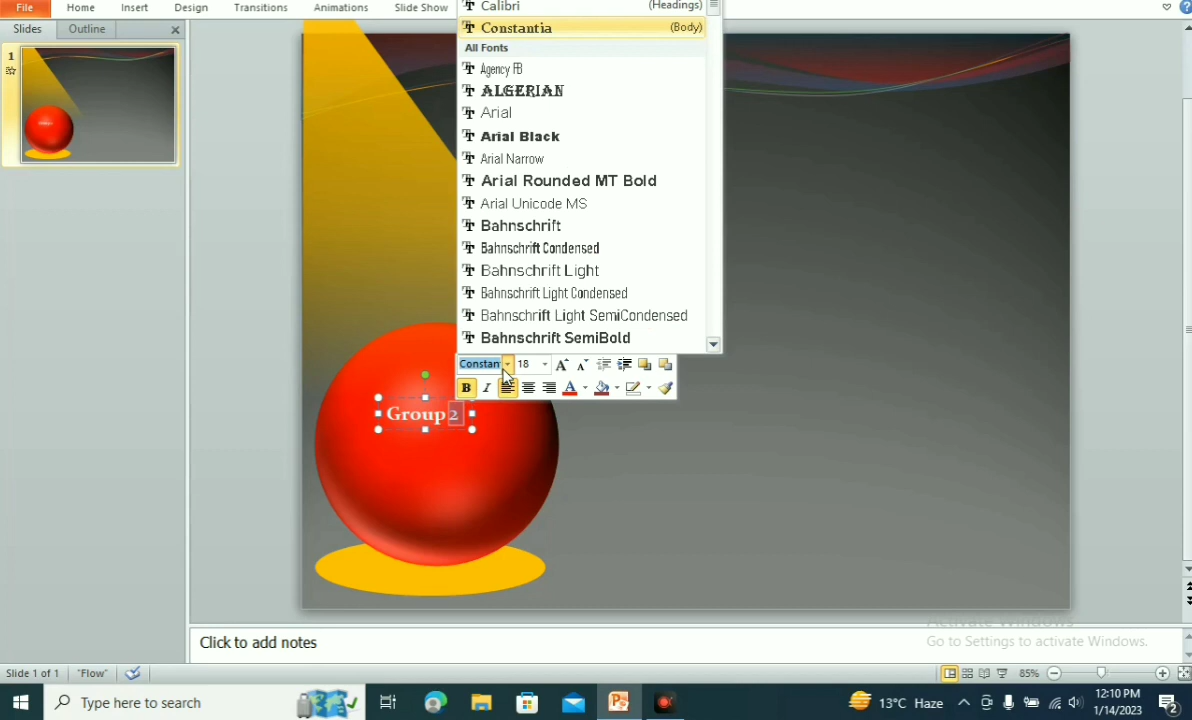 File Home Insert Design Transitions Animations Slide Show
Calibri (Headings)
Slides Outline
Constantia (Body)
All Fonts
1
Agency FB
ALGERIAN
Arial
Arial Black
Arial Narrow
Arial Rounded MT Bold
Arial Unicode MS
Bahnschrift
Bahnschrift Condensed
Bahnschrift Light
Bahnschrift Light Condensed
Bahnschrift Light SemiCondensed
Bahnschrift SemiBold
Constan 18
B I A
Group 2
Activate Windows
Go to Settings to activate Windows.
Click to add notes
Slide 1 of 1 "Flow" 85%
Type here to search 13°C Haze 12:10 PM
1/14/2023 2